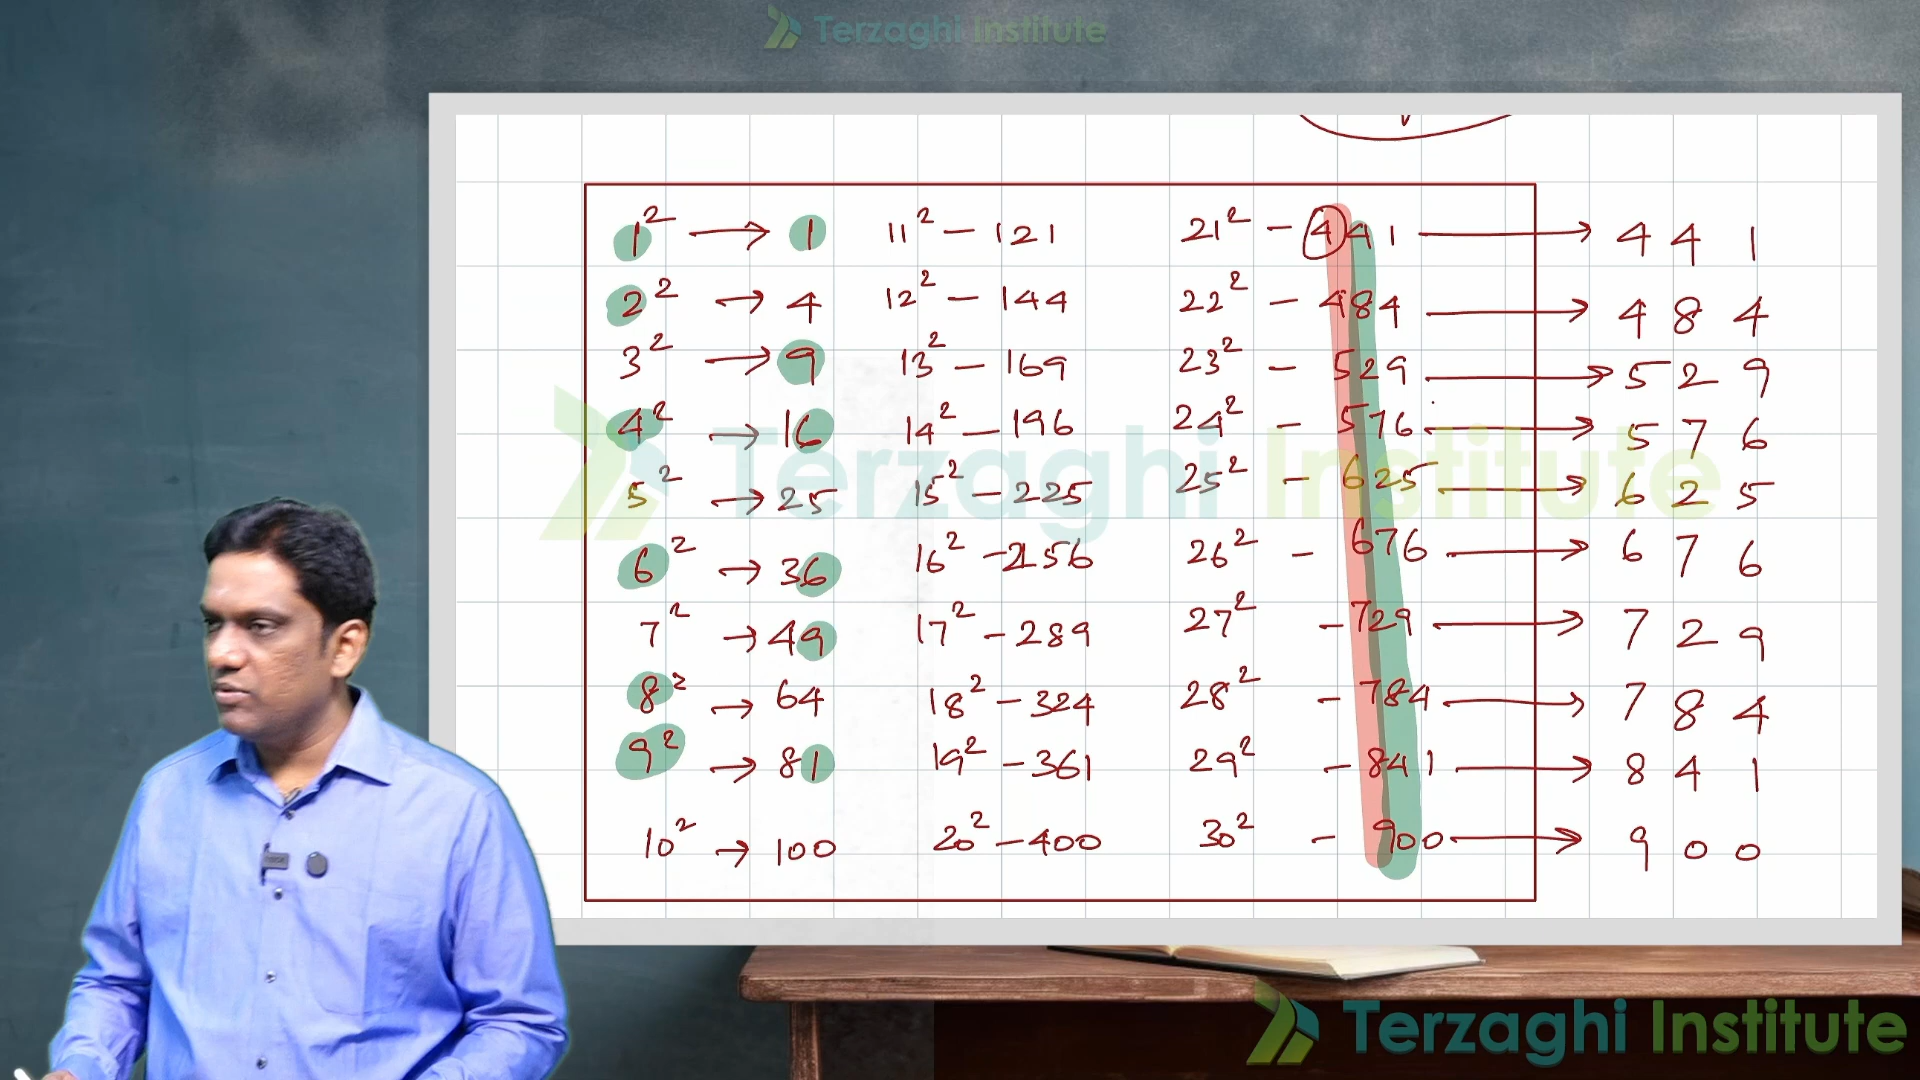 Terzaghi Institute
1² → 1 11² – 121 21² – 441 → 4 4 1
2² → 4 12² – 144 22² – 484 → 4 8 4
3² → 9 13² – 169 23² – 529 → 5 2 9
4² → 16 14² – 196 24² – 576 → 5 7 6
5² → 25 15² – 225 25² – 625 → 6 2 5
Terzaghi Institute
6² → 36 16² – 256 26² – 676 → 6 7 6
7² → 49 17² – 289 27² – 729 → 7 2 9
8² → 64 18² – 324 28² – 784 → 7 8 4
9² → 81 19² – 361 29² – 841 → 8 4 1
10² → 100 20² – 400 30² – 900 → 9 0 0
Terzaghi Institute